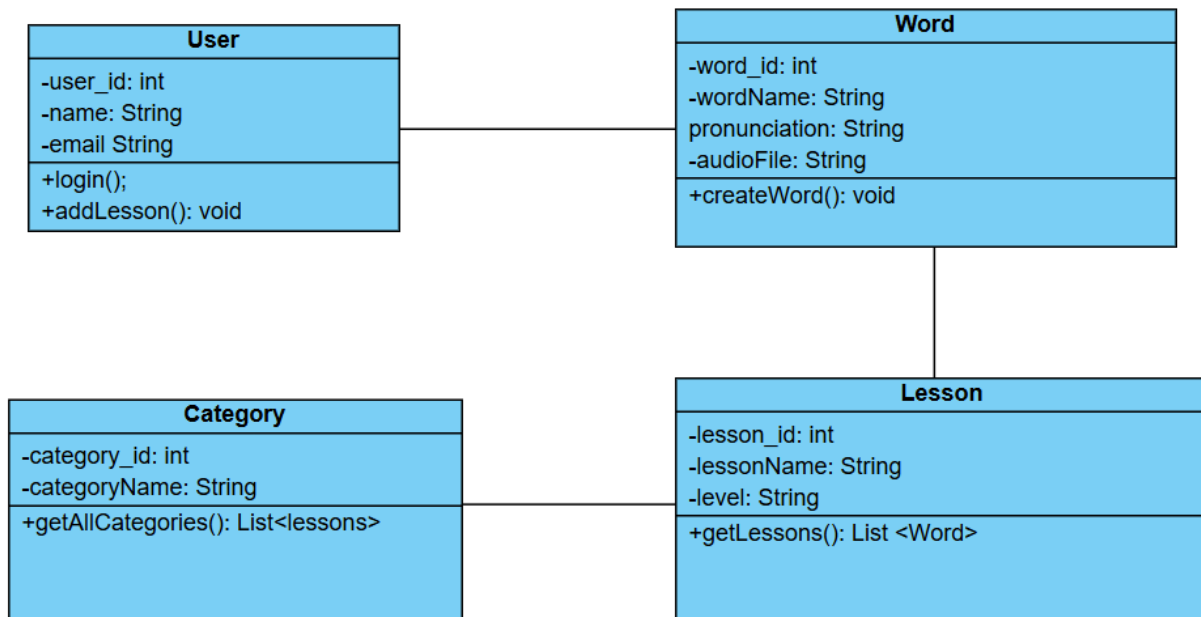 User
-user_id: int
-name: String
-email String
+login();
+addLesson(): void
Word
-word_id: int
-wordName: String
pronunciation: String
-audioFile: String
+createWord(): void
Category
-category_id: int
-categoryName: String
+getAllCategories(): List<lessons>
Lesson
-lesson_id: int
-lessonName: String
-level: String
+getLessons(): List <Word>